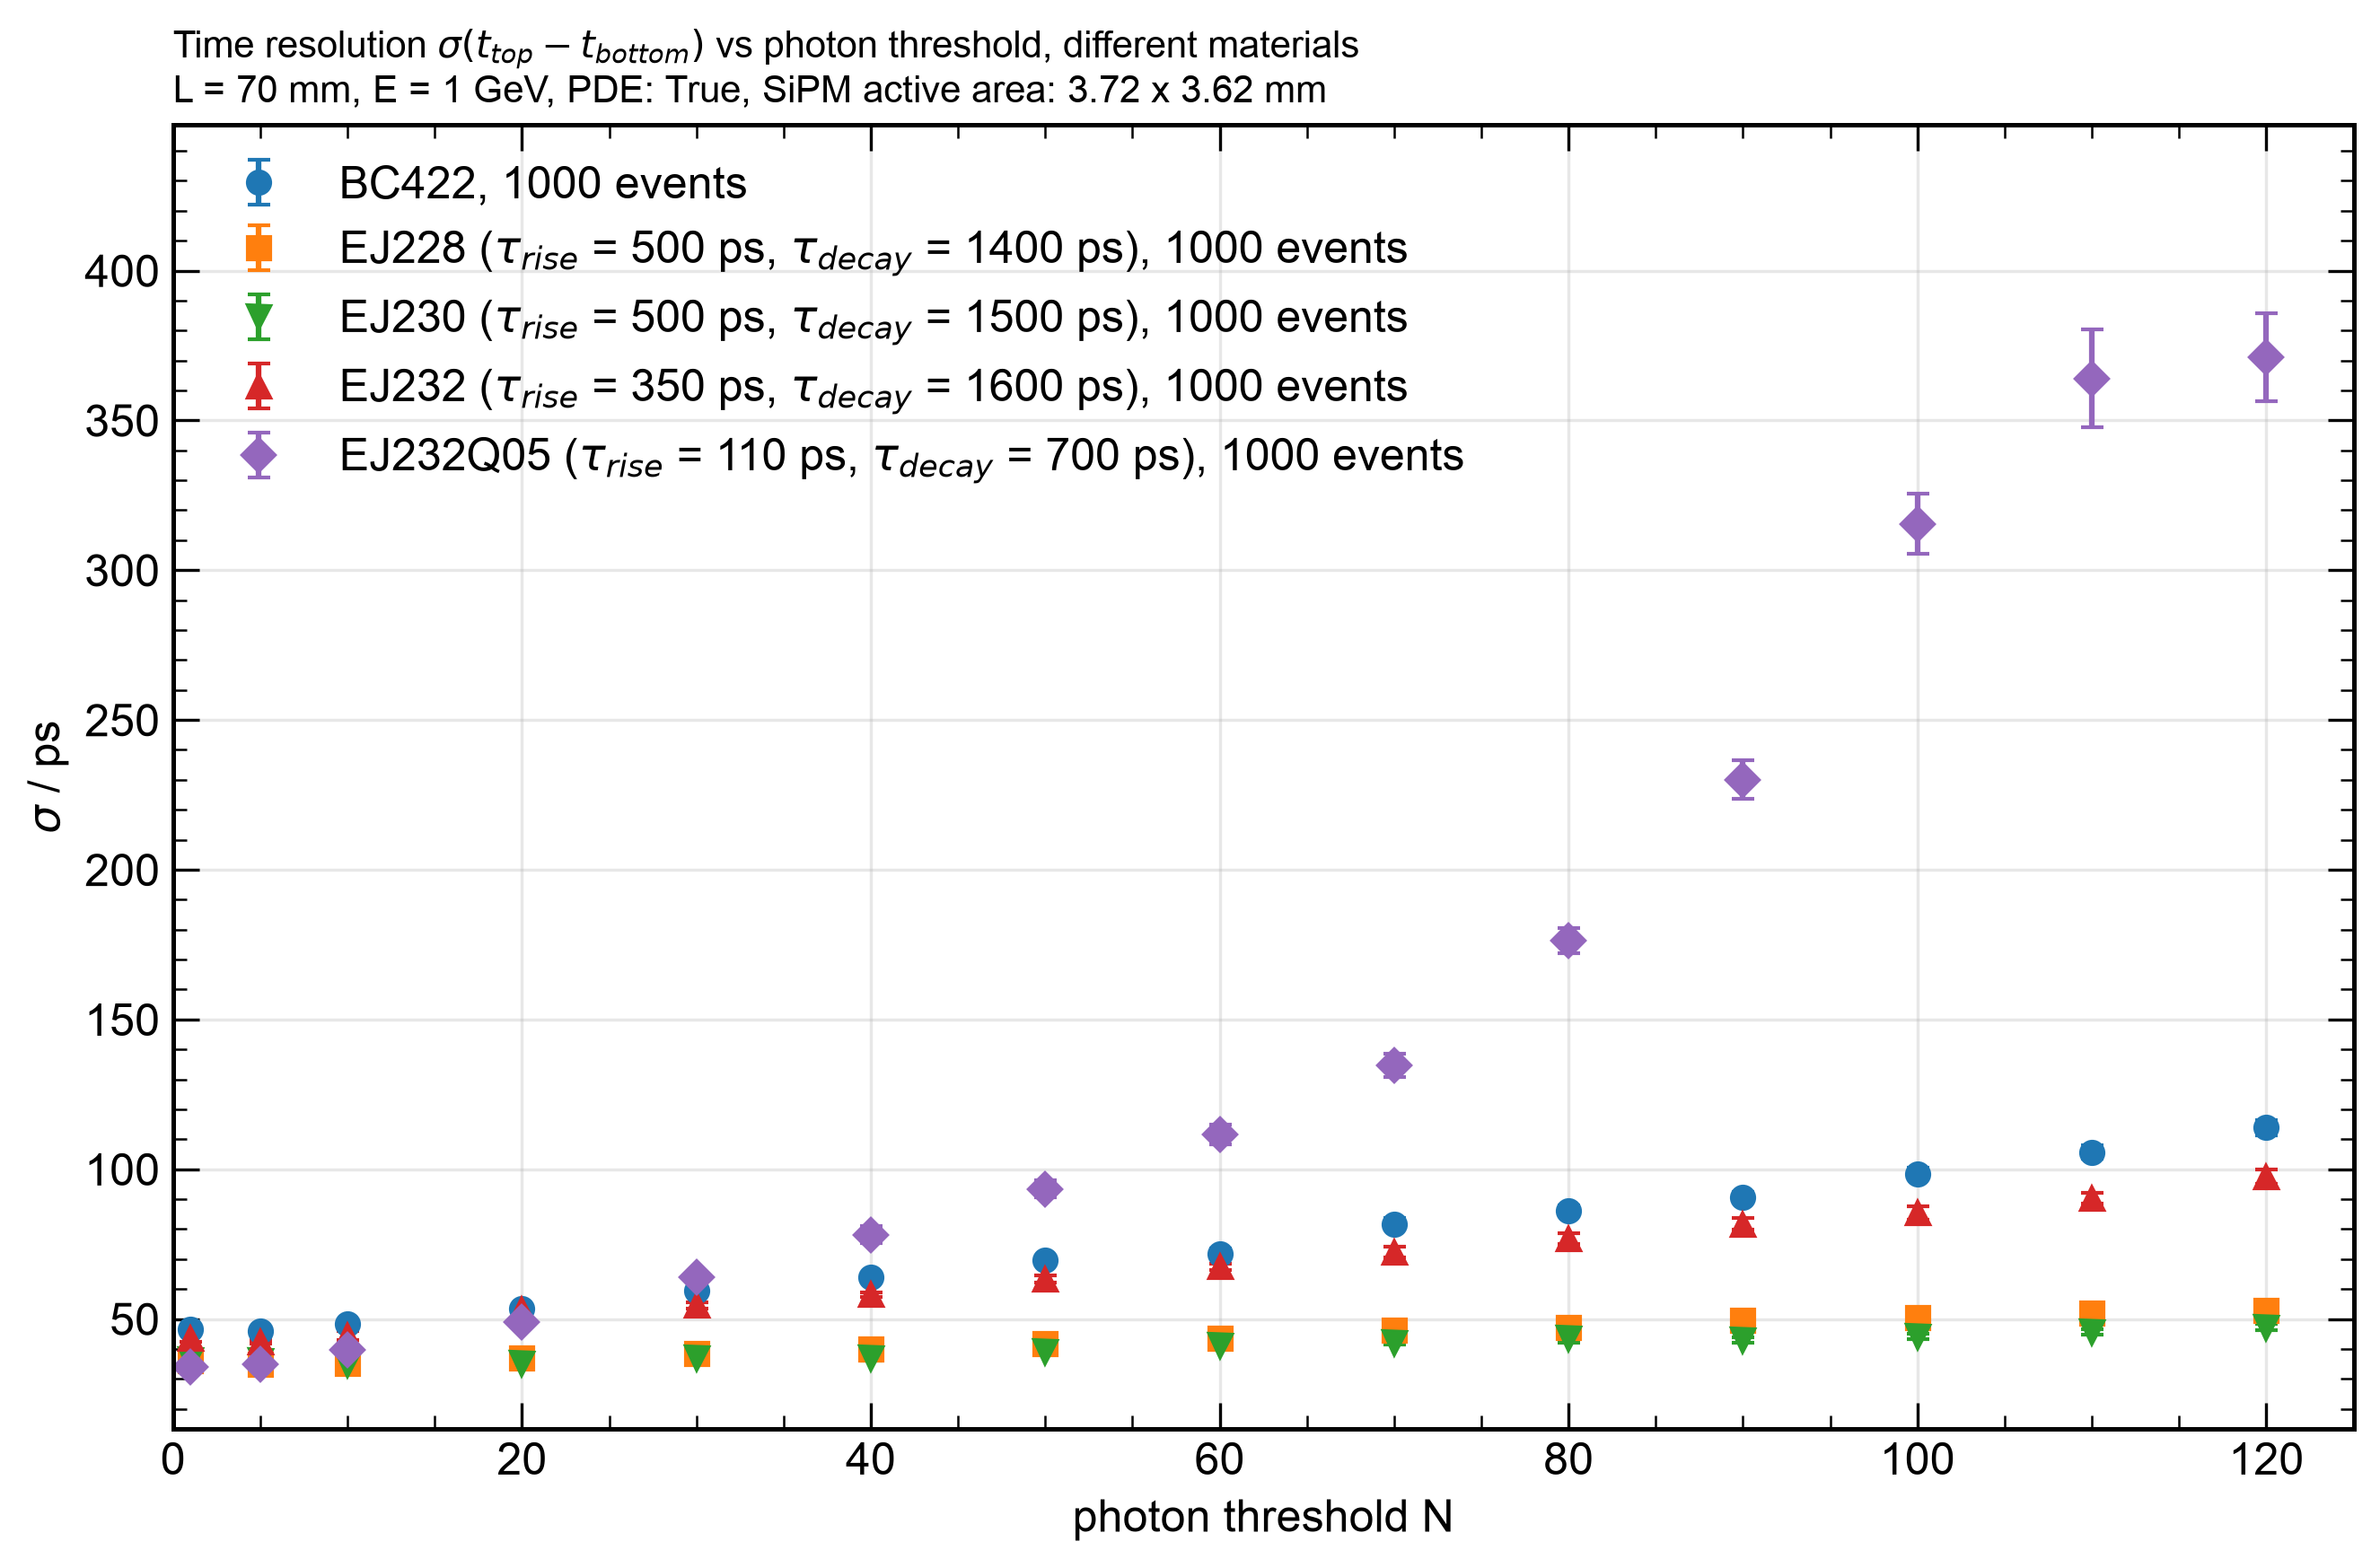 Time resolution σ(t_top − t_bottom) vs photon threshold, different materials
L = 70 mm, E = 1 GeV, PDE: True, SiPM active area: 3.72 x 3.62 mm
BC422, 1000 events
EJ228 (τ_rise = 500 ps, τ_decay = 1400 ps), 1000 events
EJ230 (τ_rise = 500 ps, τ_decay = 1500 ps), 1000 events
EJ232 (τ_rise = 350 ps, τ_decay = 1600 ps), 1000 events
EJ232Q05 (τ_rise = 110 ps, τ_decay = 700 ps), 1000 events
400
350
300
250
200
150
100
50
σ / ps
0 20 40 60 80 100 120
photon threshold N